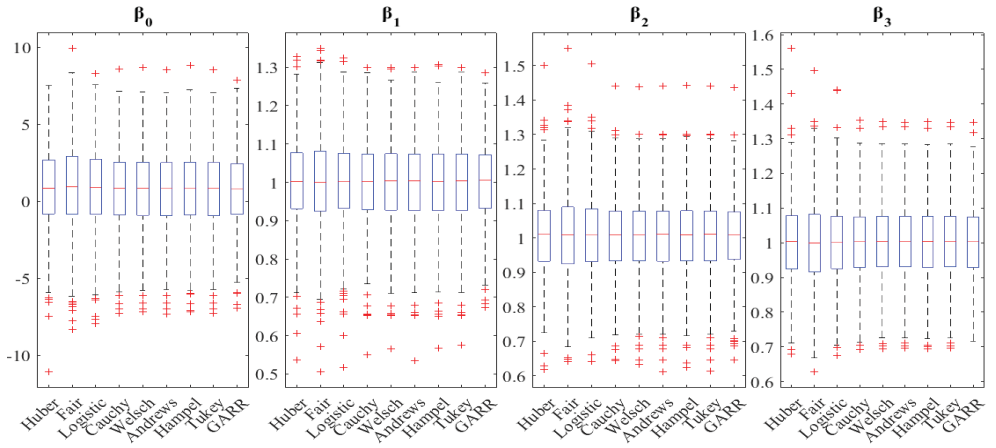 β₀
10
5
0
-5
-10
Huber
Fair
Logistic
Cauchy
Welsch
Andrews
Hampel
Tukey
GARR
β₁
1.3
1.2
1.1
1
0.9
0.8
0.7
0.6
0.5
Huber
Fair
Logistic
Cauchy
Welsch
Andrews
Hampel
Tukey
GARR
β₂
1.5
1.4
1.3
1.2
1.1
1
0.9
0.8
0.7
0.6
Huber
Fair
Logistic
Cauchy
Welsch
Andrews
Hampel
Tukey
GARR
β₃
1.6
1.5
1.4
1.3
1.2
1.1
1
0.9
0.8
0.7
0.6
Huber
Fair
Logistic
Cauchy
Welsch
Andrews
Hampel
Tukey
GARR